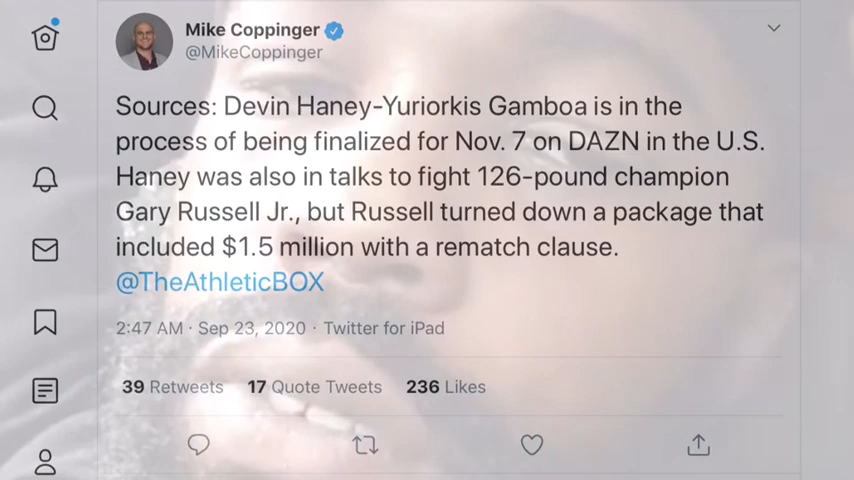 Mike Coppinger
@MikeCoppinger
Sources: Devin Haney-Yuriorkis Gamboa is in the
process of being finalized for Nov. 7 on DAZN in the U.S.
Haney was also in talks to fight 126-pound champion
Gary Russell Jr., but Russell turned down a package that
included $1.5 million with a rematch clause.
@TheAthleticBOX
2:47 AM · Sep 23, 2020 · Twitter for iPad
39 Retweets 17 Quote Tweets 236 Likes